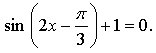 sin(2x − π/3) + 1 = 0.